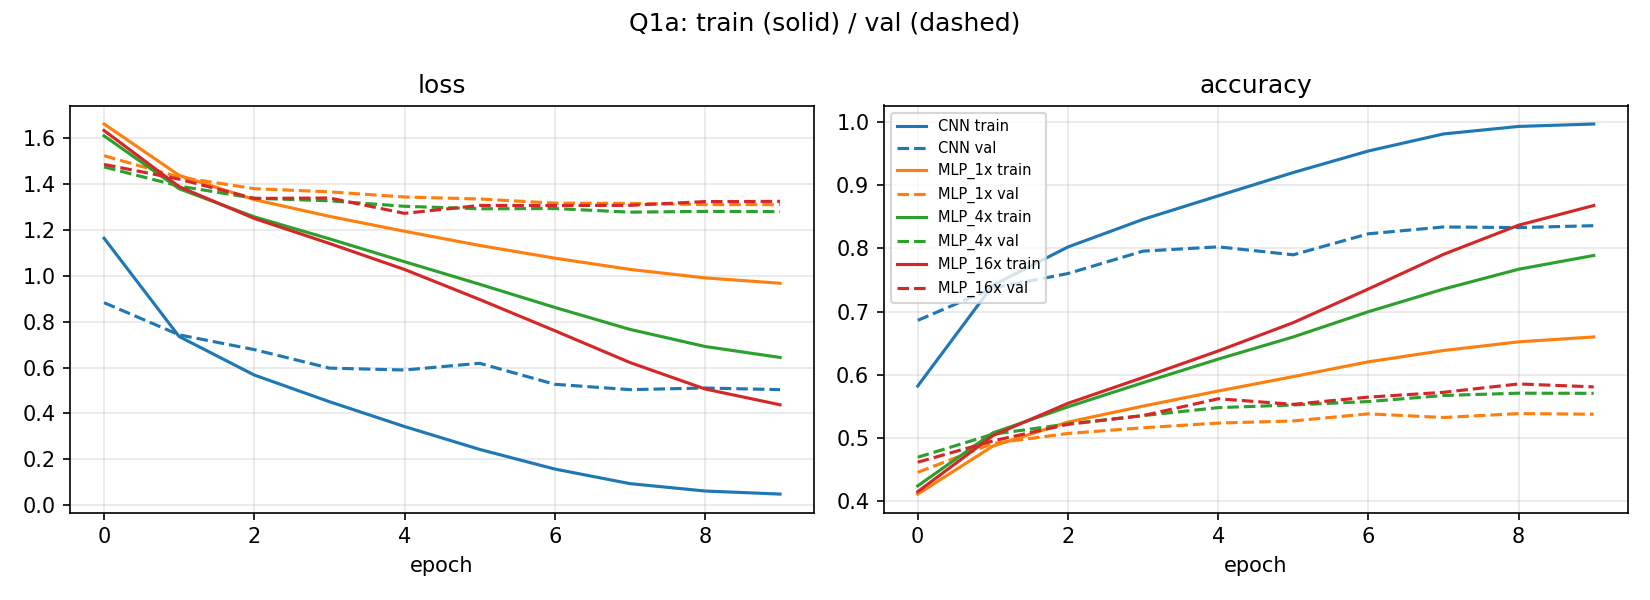 Q1a: train (solid) / val (dashed)
loss
1.6
1.4
1.2
1.0
0.8
0.6
0.4
0.2
0.0
0 2 4 6 8
epoch
accuracy
CNN train
CNN val
MLP_1x train
MLP_1x val
MLP_4x train
MLP_4x val
MLP_16x train
MLP_16x val
1.0
0.9
0.8
0.7
0.6
0.5
0.4
0 2 4 6 8
epoch